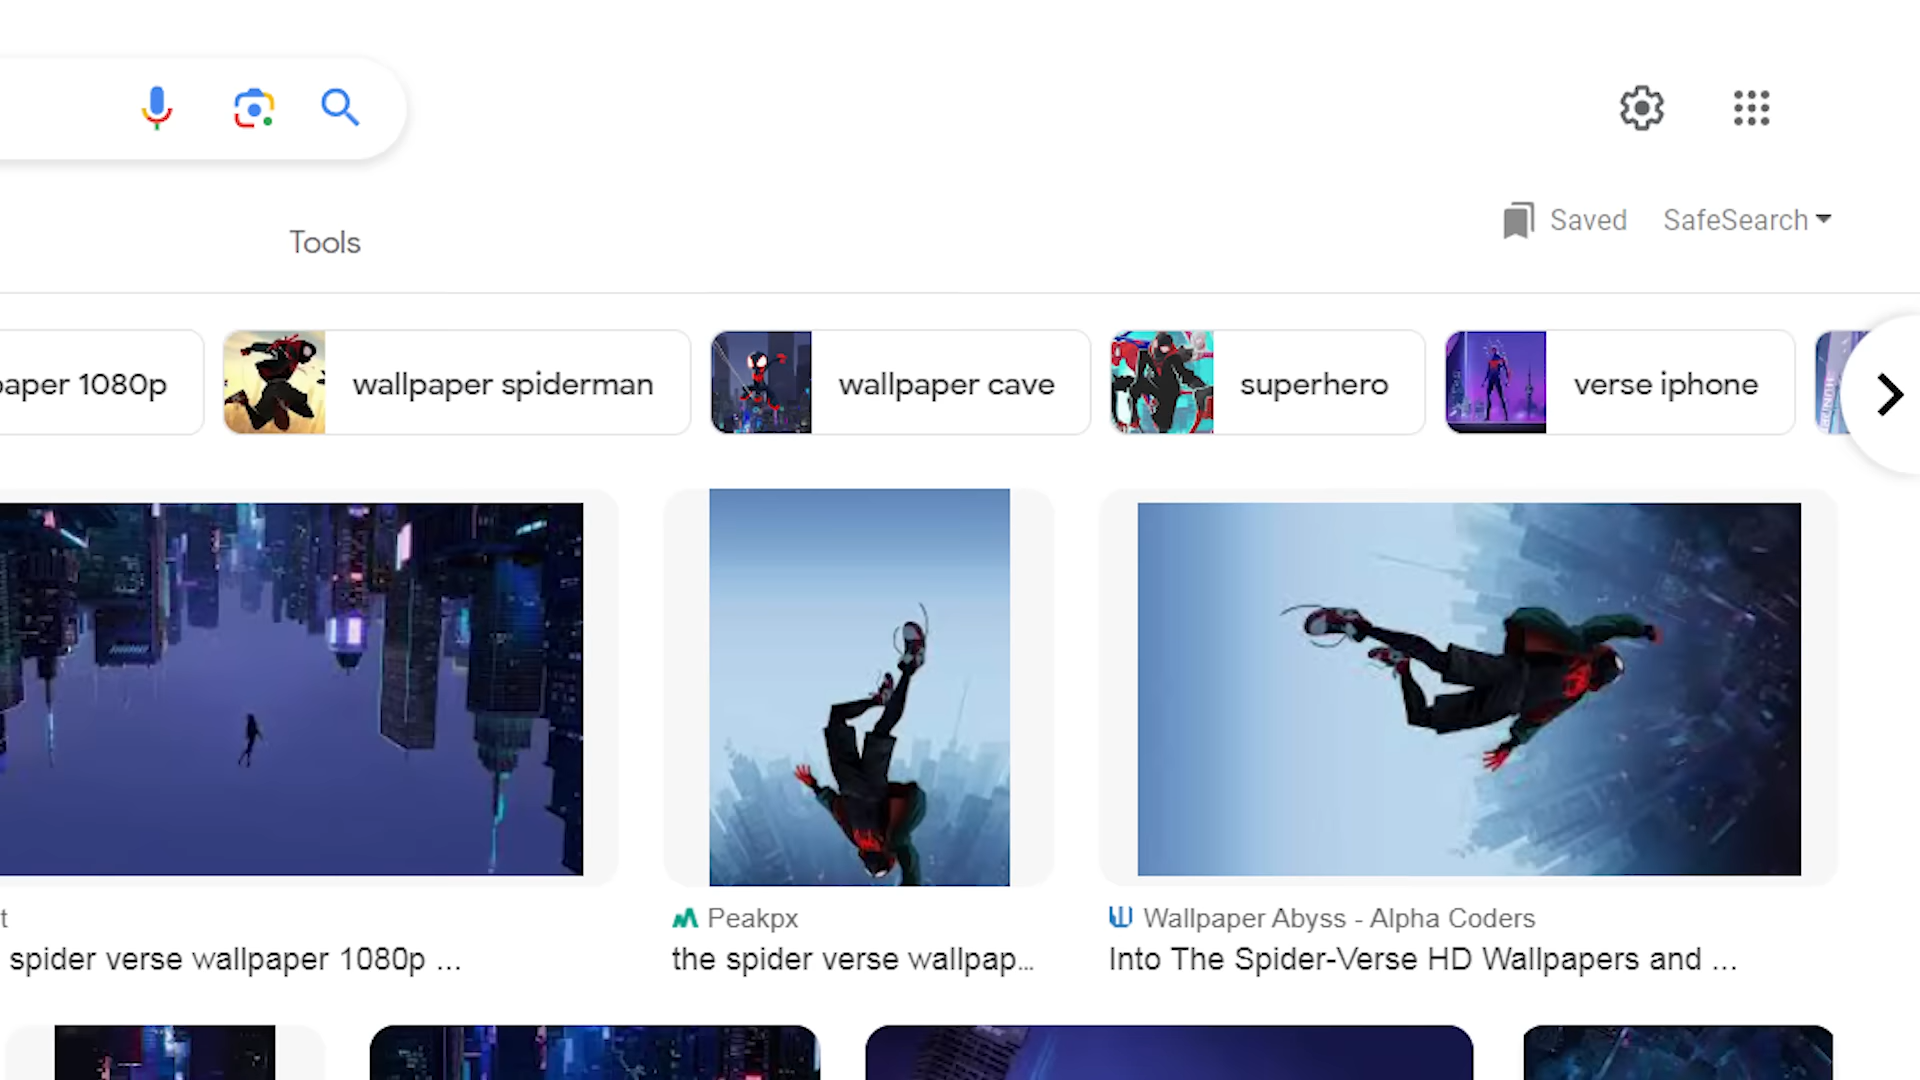 Tools
Saved SafeSearch
paper 1080p
wallpaper spiderman
wallpaper cave
superhero
verse iphone
t
spider verse wallpaper 1080p ...
Peakpx
the spider verse wallpap...
Wallpaper Abyss - Alpha Coders
Into The Spider-Verse HD Wallpapers and ...